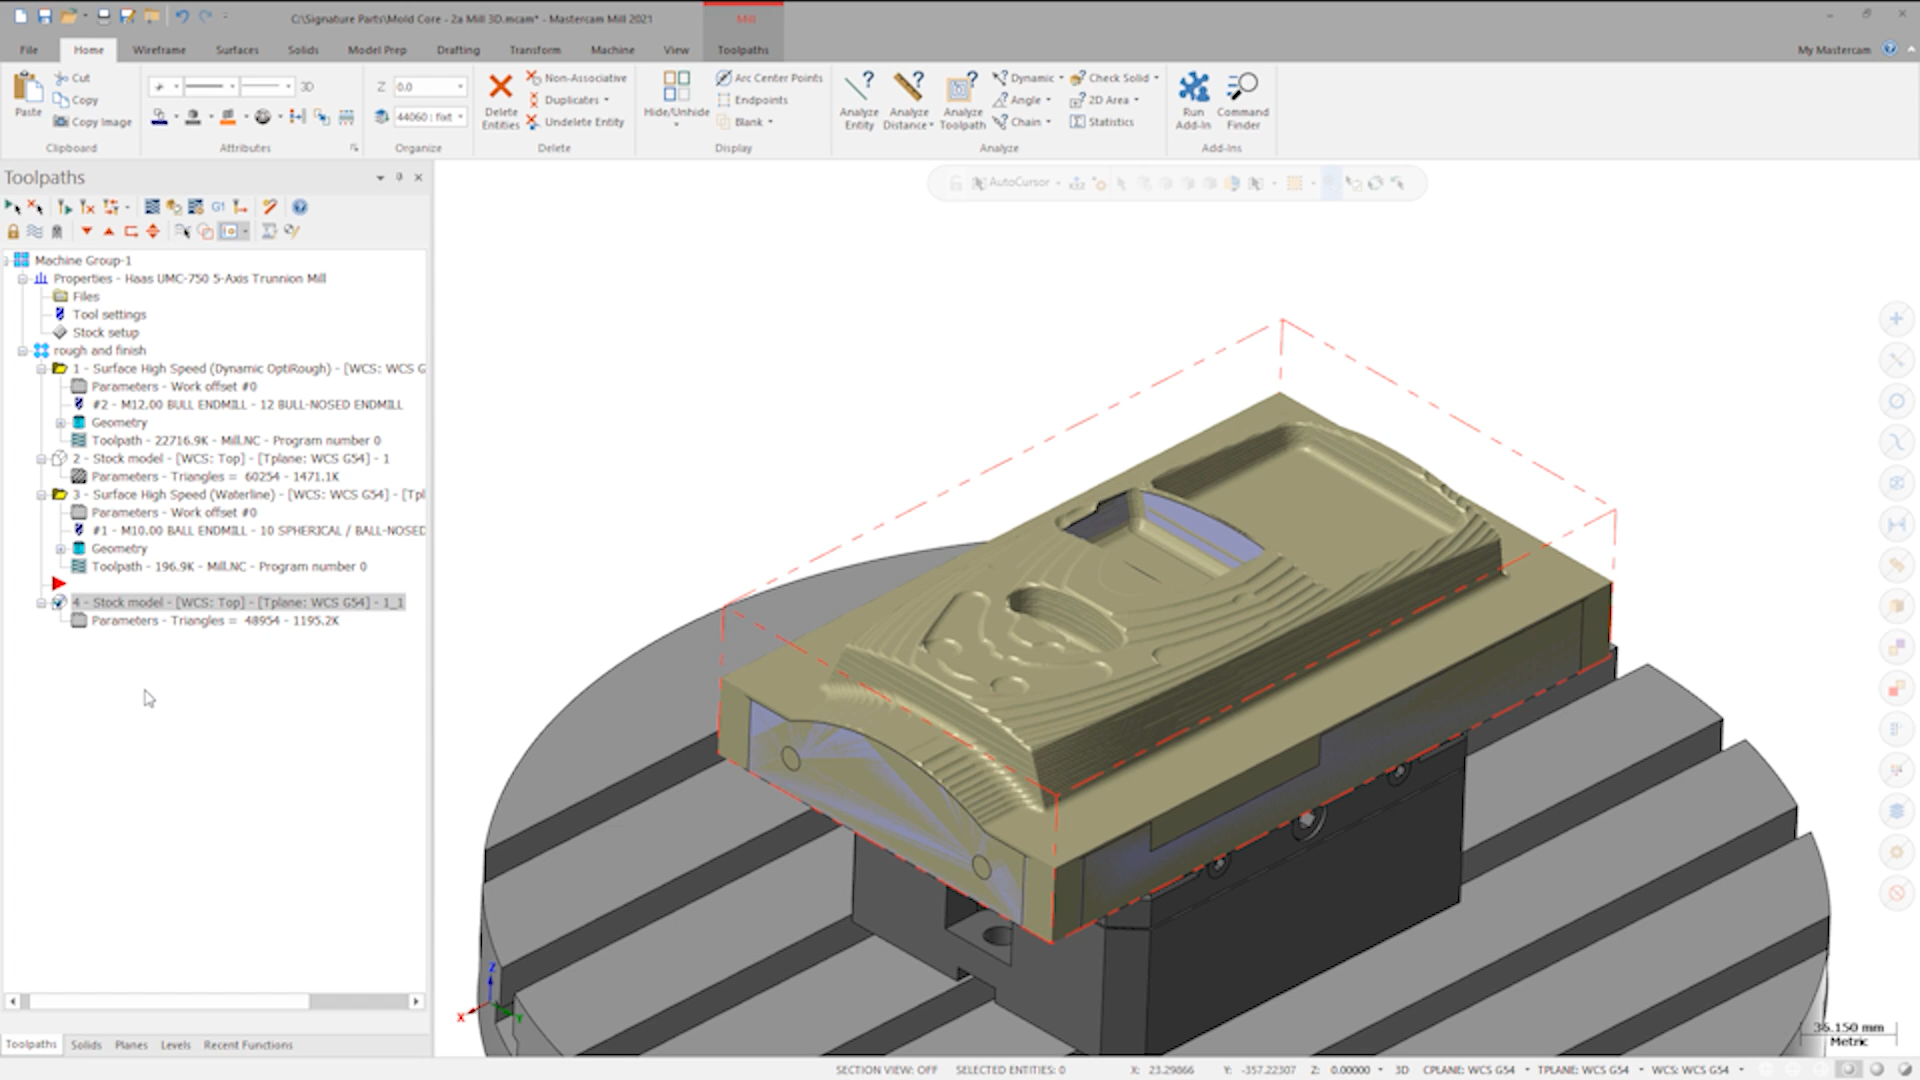 C:\Signature Parts\Mold Core - 2a Mill 3D.mcam* - Mastercam Mill 2021
Mill
File Home Wireframe Surfaces Solids Model Prep Drafting Transform Machine View Toolpaths
My Mastercam
Paste
Cut
Copy
Copy Image
Clipboard
3D
Attributes
Z 0.0
44060 : fixt
Organize
Delete Entities
Non-Associative
Duplicates
Undelete Entity
Delete
Hide/Unhide
Arc Center Points
Endpoints
Blank
Display
Analyze Entity
Analyze Distance
Analyze Toolpath
Dynamic
Angle
Chain
Check Solid
2D Area
Statistics
Analyze
Run Add-In
Command Finder
Add-Ins
Toolpaths
AutoCursor
G1
Machine Group-1
Properties - Haas UMC-750 5-Axis Trunnion Mill
Files
Tool settings
Stock setup
rough and finish
1 - Surface High Speed (Dynamic OptiRough) - [WCS: WCS G
Parameters - Work offset #0
#2 - M12.00 BULL ENDMILL - 12 BULL-NOSED ENDMILL
Geometry
Toolpath - 22716.9K - Mill.NC - Program number 0
2 - Stock model - [WCS: Top] - [Tplane: WCS G54] - 1
Parameters - Triangles = 60254 - 1471.1K
3 - Surface High Speed (Waterline) - [WCS: WCS G54] - [Tpl
Parameters - Work offset #0
#1 - M10.00 BALL ENDMILL - 10 SPHERICAL / BALL-NOSED
Geometry
Toolpath - 196.9K - Mill.NC - Program number 0
4 - Stock model - [WCS: Top] - [Tplane: WCS G54] - 1_1
Parameters - Triangles = 48954 - 1195.2K
Z
X
Y
36.150 mm
Metric
Toolpaths Solids Planes Levels Recent Functions
SECTION VIEW: OFF SELECTED ENTITIES: 0 X: 23.29866 Y: -357.22307 Z: 0.00000 3D CPLANE: WCS G54 TPLANE: WCS G54 WCS: WCS G54